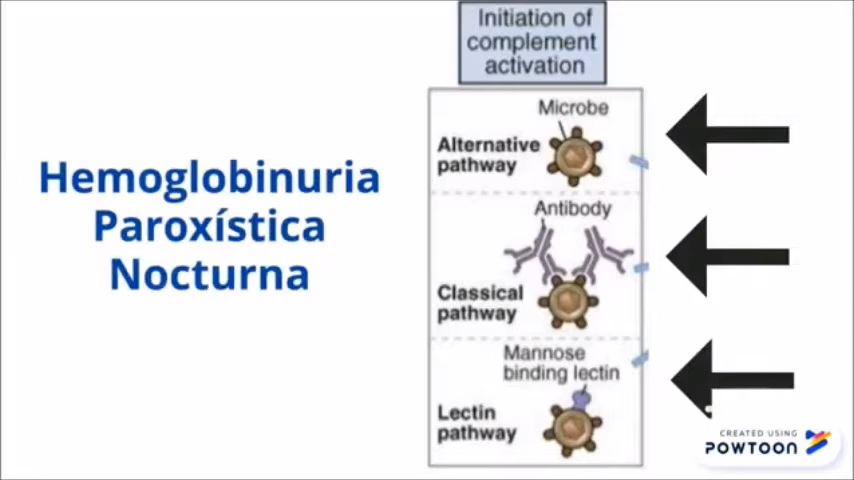 Hemoglobinuria
Paroxística
Nocturna
Initiation of
complement
activation
Microbe
Alternative
pathway
Antibody
Classical
pathway
Mannose
binding lectin
Lectin
pathway
CREATED USING
POWTOON